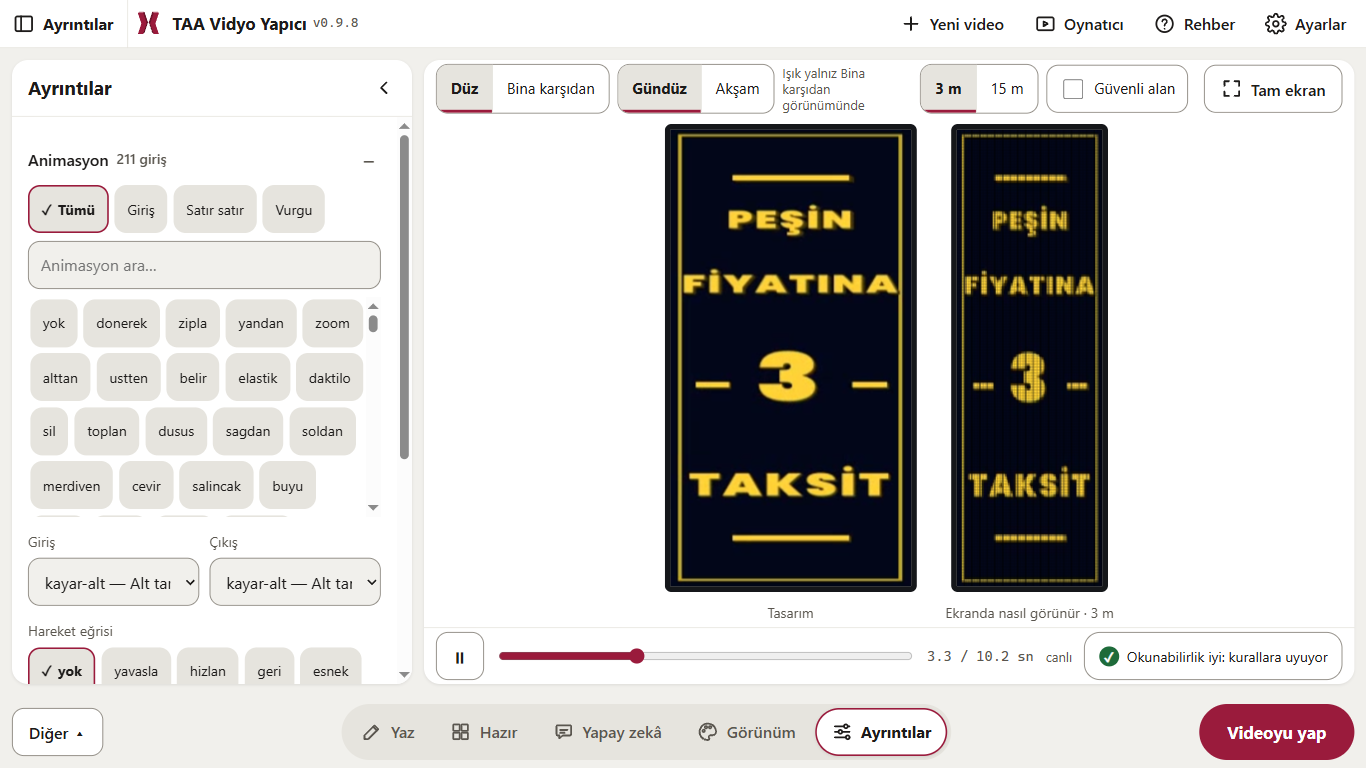 Ayrıntılar
TAA Vidyo Yapıcı v0.9.8
Yeni video
Oynatıcı
Rehber
Ayarlar
Ayrıntılar
Animasyon 211 giriş
✓ Tümü Giriş Satır satır Vurgu
Animasyon ara...
yok donerek zipla yandan zoom
alttan ustten belir elastik daktilo
sil toplan dusus sagdan soldan
merdiven cevir salincak buyu
Giriş Çıkış
kayar-alt — Alt tar kayar-alt — Alt tar
Hareket eğrisi
✓ yok yavasla hizlan geri esnek
Düz Bina karşıdan
Gündüz Akşam
Işık yalnız Bina
karşıdan
görünümünde
3 m 15 m
Güvenli alan
Tam ekran
PEŞİN
FİYATINA
3
TAKSİT
Tasarım
PEŞİN
FİYATINA
3
TAKSİT
Ekranda nasıl görünür · 3 m
3.3 / 10.2 sn canlı
Okunabilirlik iyi: kurallara uyuyor
Diğer
Yaz Hazır Yapay zekâ Görünüm Ayrıntılar
Videoyu yap